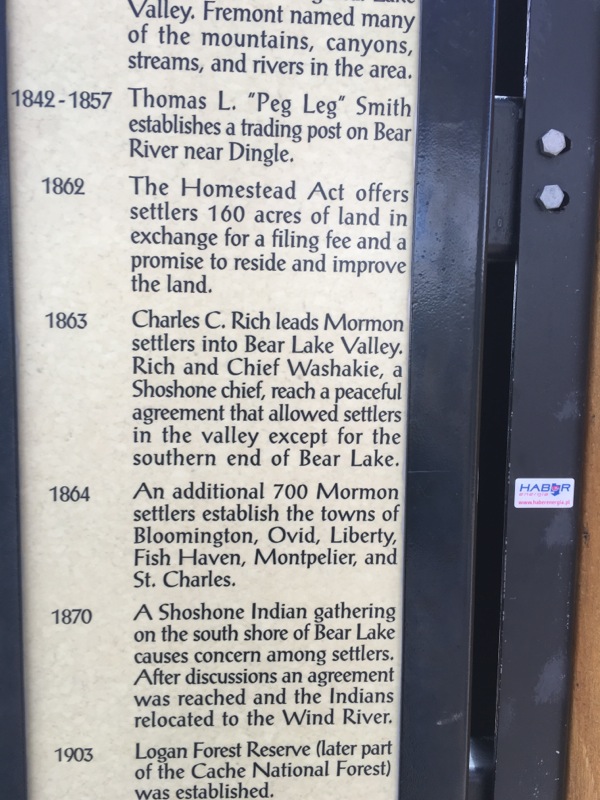 Valley. Fremont named many
of the mountains, canyons,
streams, and rivers in the area.
1842-1857 Thomas L. "Peg Leg" Smith
establishes a trading post on Bear
River near Dingle.
1862 The Homestead Act offers
settlers 160 acres of land in
exchange for a filing fee and a
promise to reside and improve
the land.
1863 Charles C. Rich leads Mormon
settlers into Bear Lake Valley.
Rich and Chief Washakie, a
Shoshone chief, reach a peaceful
agreement that allowed settlers
in the valley except for the
southern end of Bear Lake.
1864 An additional 700 Mormon
settlers establish the towns of
Bloomington, Ovid, Liberty,
Fish Haven, Montpelier, and
St. Charles.
1870 A Shoshone Indian gathering
on the south shore of Bear Lake
causes concern among settlers.
After discussions an agreement
was reached and the Indians
relocated to the Wind River.
1903 Logan Forest Reserve (later part
of the Cache National Forest)
was established.
HABOR
energia